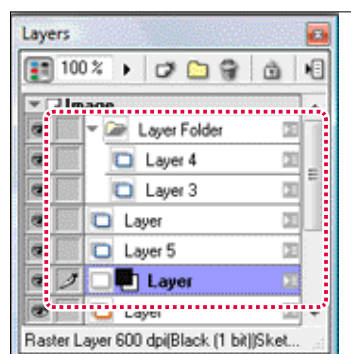 Layers
100 %
Image
Layer Folder
Layer 4
Layer 3
Layer
Layer 5
Layer
Layer
Raster Layer 600 dpi(Black (1 bit))Sket...